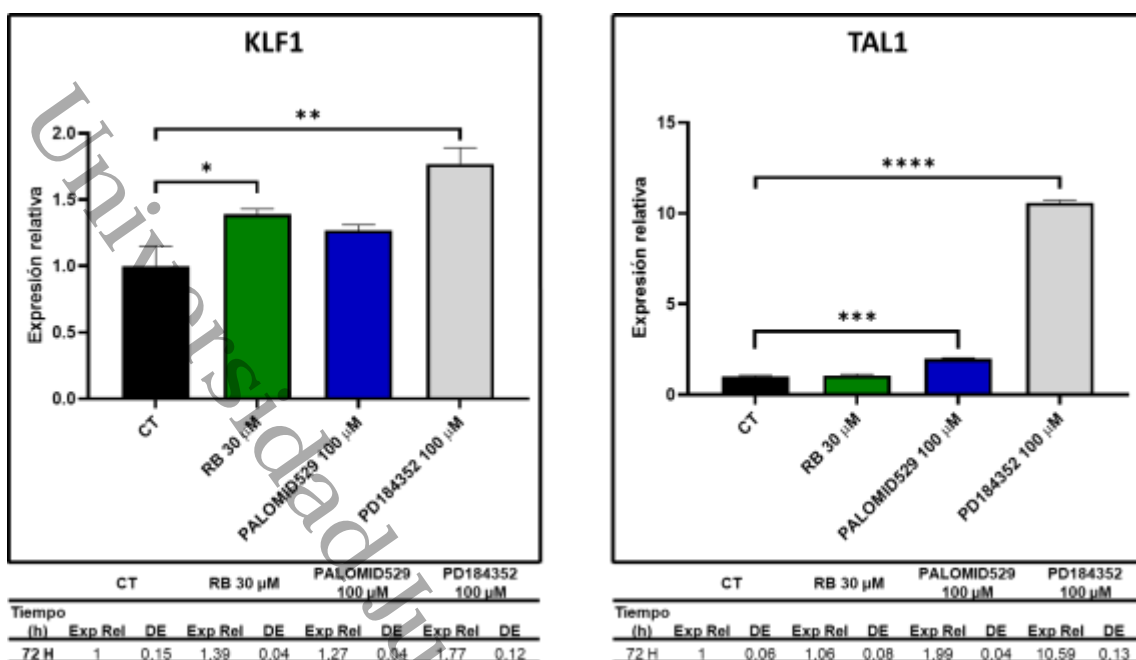 KLF1
**
*
Expresión relativa
2.0
1.5
1.0
0.5
0.0
CT
RB 30 µM
PALOMID529 100 µM
PD184352 100 µM
CT RB 30 µM PALOMID529 100 µM PD184352 100 µM
Tiempo
(h) Exp Rel DE Exp Rel DE Exp Rel DE Exp Rel DE
72 H 1 0.15 1.39 0.04 1.27 0.04 1.77 0.12
TAL1
****
***
Expresión relativa
15
10
5
0
CT
RB 30 µM
PALOMID529 100 µM
PD184352 100 µM
CT RB 30 µM PALOMID529 100 µM PD184352 100 µM
Tiempo
(h) Exp Rel DE Exp Rel DE Exp Rel DE Exp Rel DE
72 H 1 0.06 1.06 0.08 1.99 0.04 10.59 0.13
Universidad Ju